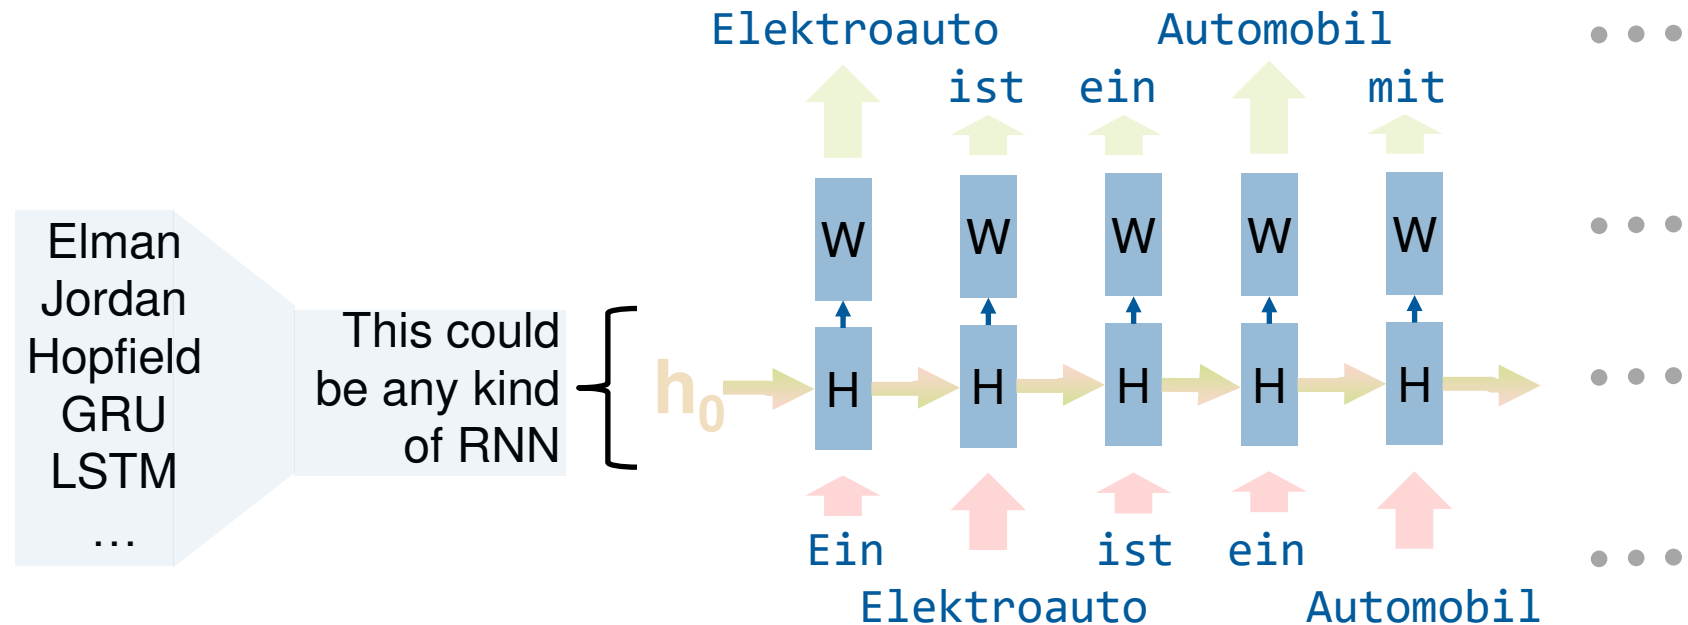 Elektroauto Automobil
ist ein mit
W W W W W
Elman
Jordan
Hopfield
GRU
LSTM
...
This could
be any kind
of RNN
h0 H H H H H
Ein ist ein
Elektroauto Automobil